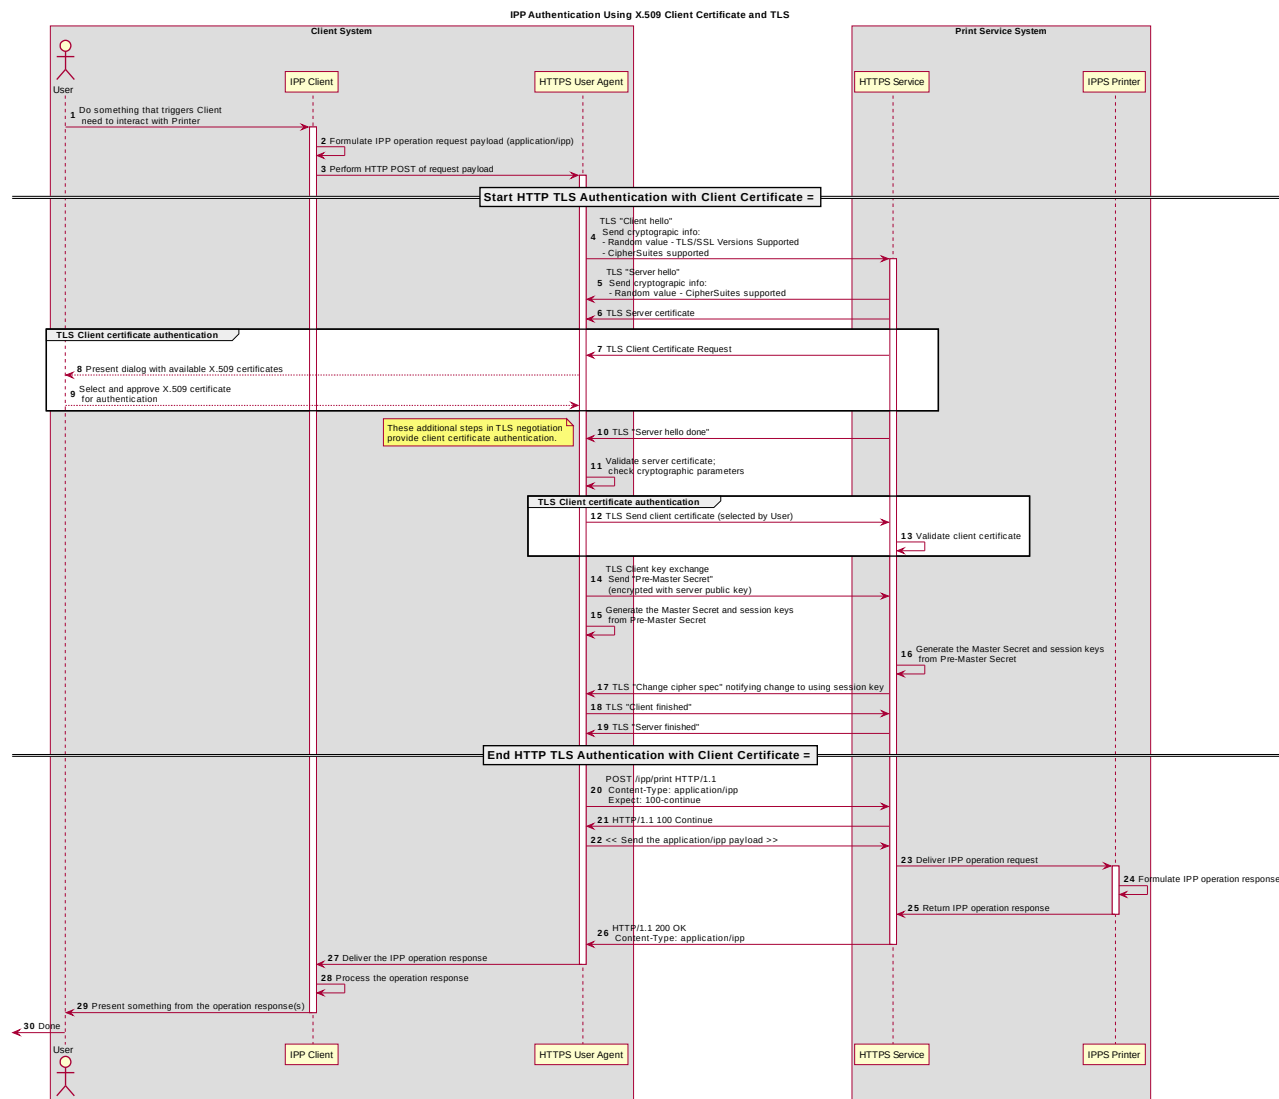 IPP Authentication Using X.509 Client Certificate and TLS
Client System
Print Service System
User
IPP Client
HTTPS User Agent
HTTPS Service
IPPS Printer
1 Do something that triggers Client
need to interact with Printer
2 Formulate IPP operation request payload (application/ipp)
3 Perform HTTP POST of request payload
Start HTTP TLS Authentication with Client Certificate =
TLS "Client hello"
4 Send cryptograpic info:
- Random value - TLS/SSL Versions Supported
- CipherSuites supported
TLS "Server hello"
5 Send cryptograpic info:
- Random value - CipherSuites supported
6 TLS Server certificate
TLS Client certificate authentication
7 TLS Client Certificate Request
8 Present dialog with available X.509 certificates
9 Select and approve X.509 certificate
for authentication
These additional steps in TLS negotiation
provide client certificate authentication.
10 TLS "Server hello done"
11 Validate server certificate;
check cryptographic parameters
TLS Client certificate authentication
12 TLS Send client certificate (selected by User)
13 Validate client certificate
TLS Client key exchange
14 Send "Pre-Master Secret"
(encrypted with server public key)
15 Generate the Master Secret and session keys
from Pre-Master Secret
16 Generate the Master Secret and session keys
from Pre-Master Secret
17 TLS "Change cipher spec" notifying change to using session key
18 TLS "Client finished"
19 TLS "Server finished"
End HTTP TLS Authentication with Client Certificate =
POST /ipp/print HTTP/1.1
20 Content-Type: application/ipp
Expect: 100-continue
21 HTTP/1.1 100 Continue
22 << Send the application/ipp payload >>
23 Deliver IPP operation request
24 Formulate IPP operation response
25 Return IPP operation response
26 HTTP/1.1 200 OK
Content-Type: application/ipp
27 Deliver the IPP operation response
28 Process the operation response
29 Present something from the operation response(s)
30 Done
User
IPP Client
HTTPS User Agent
HTTPS Service
IPPS Printer